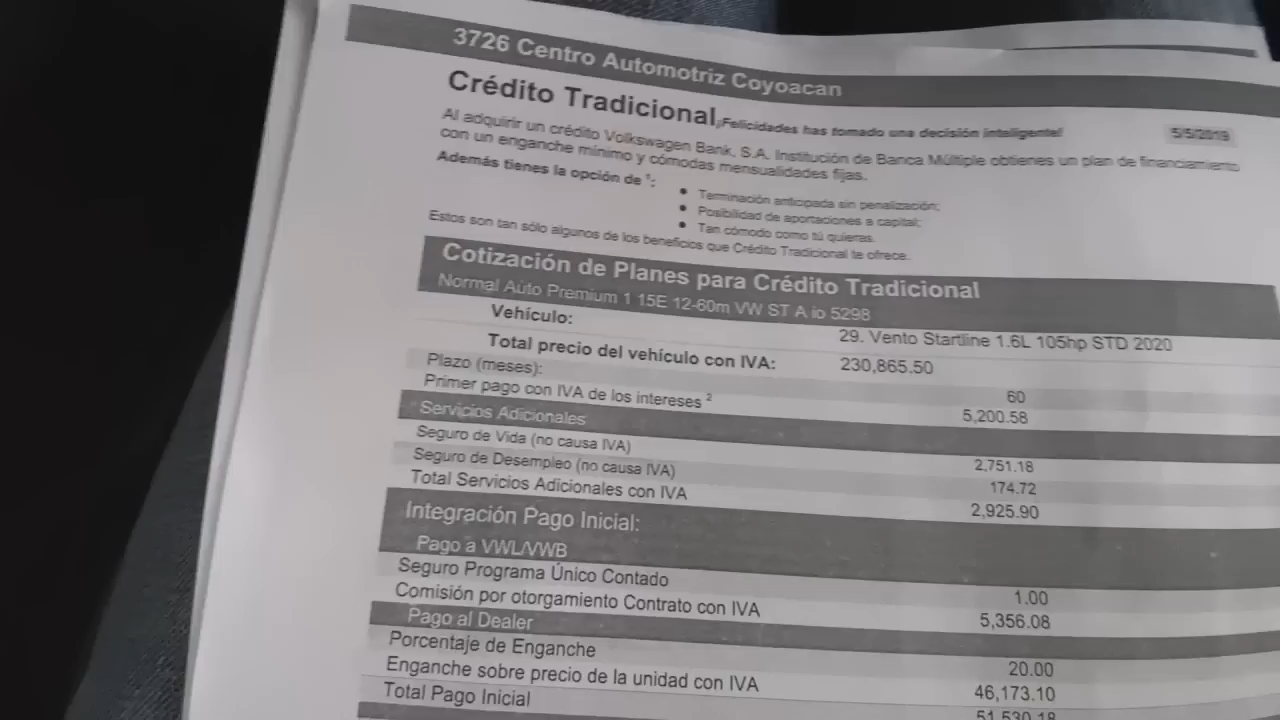 3726 Centro Automotriz Coyoacan
Crédito Tradicional ¡Felicidades has tomado una decisión inteligente! 5/5/2019
Al adquirir un crédito Volkswagen Bank, S.A. Institución de Banca Múltiple obtienes un plan de financiamiento
con un enganche mínimo y cómodas mensualidades fijas.
Además tienes la opción de ¹:
• Terminación anticipada sin penalización;
• Posibilidad de aportaciones a capital;
• Tan cómodo como tú quieras.
Estos son tan sólo algunos de los beneficios que Crédito Tradicional te ofrece.
Cotización de Planes para Crédito Tradicional
Normal Auto Premium 1 15E 12-60m VW ST A io 5298
Vehículo: 29. Vento Startline 1.6L 105hp STD 2020
Total precio del vehículo con IVA: 230,865.50
Plazo (meses): 60
Primer pago con IVA de los intereses ² 5,200.58
Servicios Adicionales
Seguro de Vida (no causa IVA) 2,751.18
Seguro de Desempleo (no causa IVA) 174.72
Total Servicios Adicionales con IVA 2,925.90
Integración Pago Inicial:
Pago a VWL/VWB
Seguro Programa Único Contado 1.00
Comisión por otorgamiento Contrato con IVA 5,356.08
Pago al Dealer
Porcentaje de Enganche 20.00
Enganche sobre precio de la unidad con IVA 46,173.10
Total Pago Inicial 51,530.18